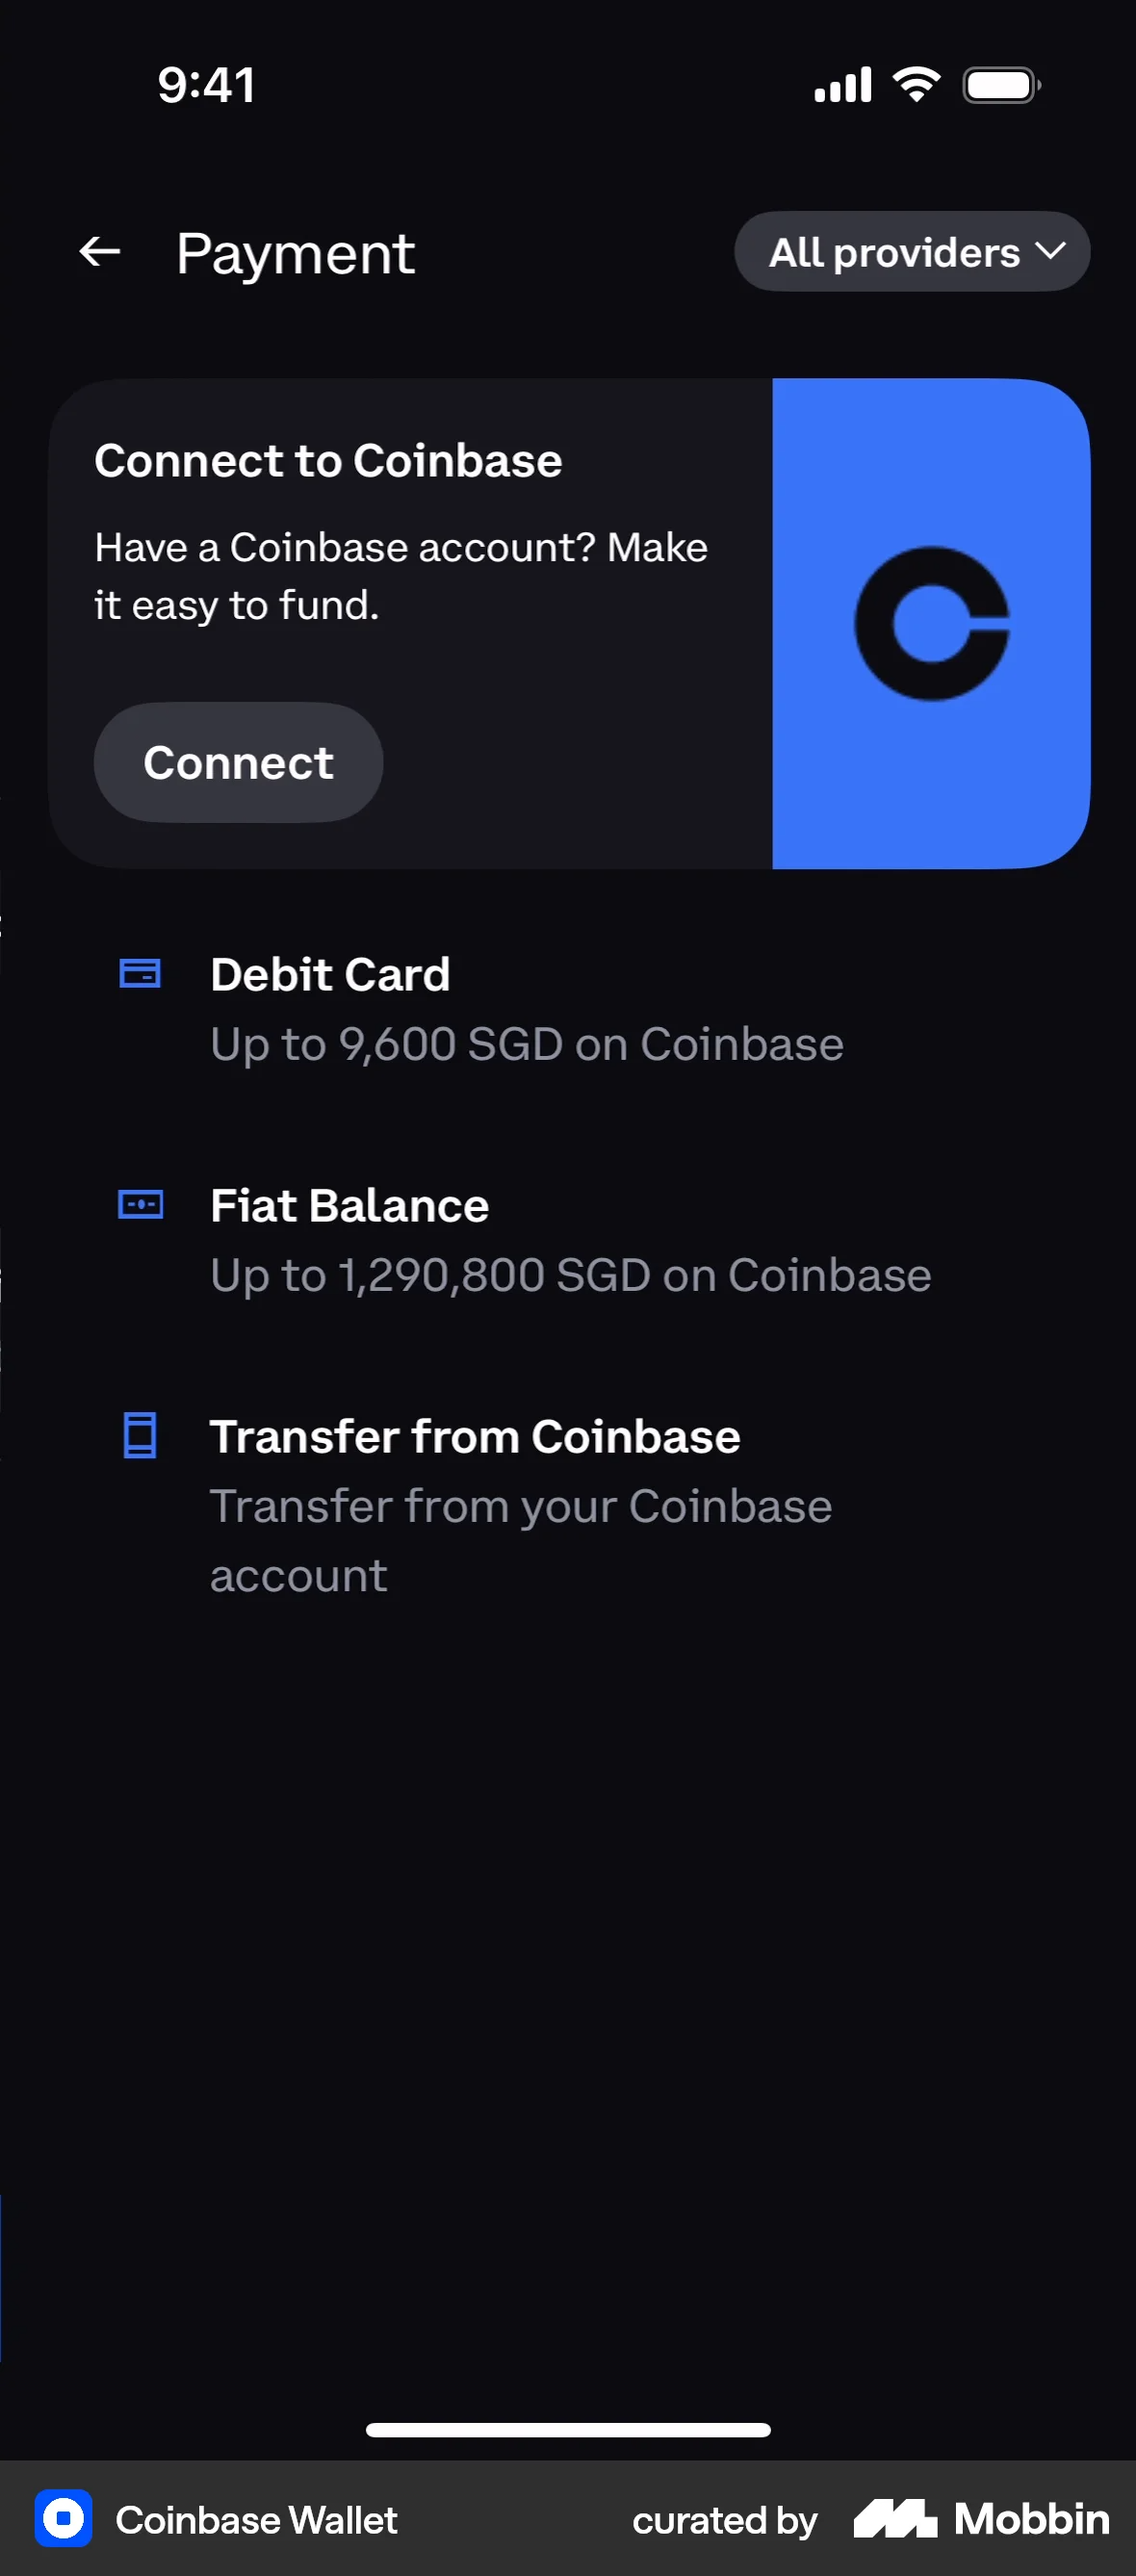 9:41
Payment
All providers
Connect to Coinbase
Have a Coinbase account? Make
it easy to fund.
Connect
Debit Card
Up to 9,600 SGD on Coinbase
Fiat Balance
Up to 1,290,800 SGD on Coinbase
Transfer from Coinbase
Transfer from your Coinbase
account
Coinbase Wallet
curated by
Mobbin